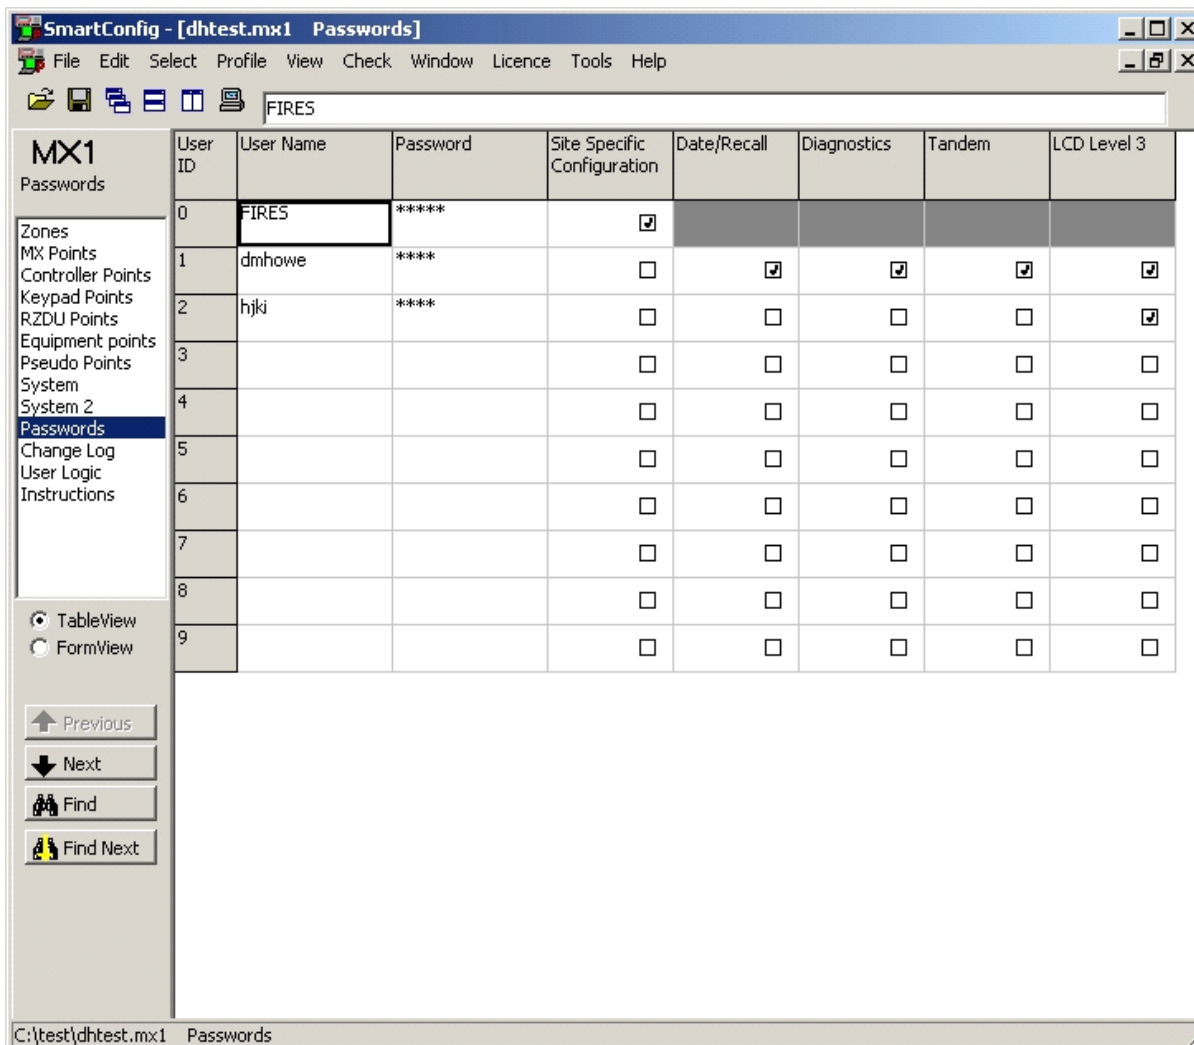 SmartConfig - [dhtest.mx1 Passwords]
File Edit Select Profile View Check Window Licence Tools Help
FIRES
MX1
Passwords
Zones
MX Points
Controller Points
Keypad Points
RZDU Points
Equipment points
Pseudo Points
System
System 2
Passwords
Change Log
User Logic
Instructions
TableView
FormView
Previous
Next
Find
Find Next
User ID User Name Password Site Specific Configuration Date/Recall Diagnostics Tandem LCD Level 3
0 FIRES *****
1 dmhowe ****
2 hjki ****
3
4
5
6
7
8
9
C:\test\dhtest.mx1 Passwords